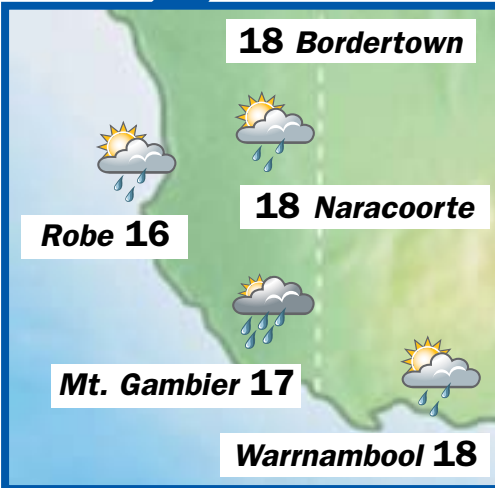 18 Bordertown
18 Naracoorte
Robe 16
Mt. Gambier 17
Warrnambool 18